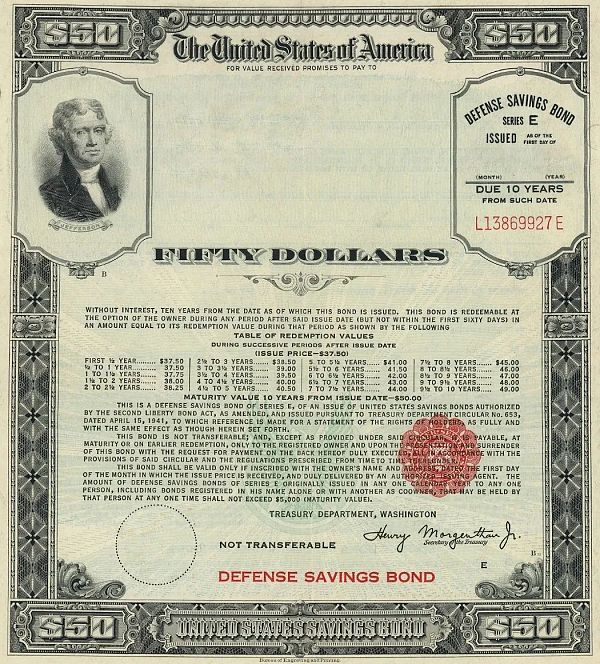 $50
The United States of America
$50
FOR VALUE RECEIVED PROMISES TO PAY TO
JEFFERSON
DEFENSE SAVINGS BOND
SERIES E
ISSUED AS OF THE FIRST DAY OF
(MONTH) (YEAR)
DUE 10 YEARS
FROM SUCH DATE
L13869927E
B
FIFTY DOLLARS
WITHOUT INTEREST, TEN YEARS FROM THE DATE AS OF WHICH THIS BOND IS ISSUED. THIS BOND IS REDEEMABLE AT
THE OPTION OF THE OWNER DURING ANY PERIOD AFTER SAID ISSUE DATE (BUT NOT WITHIN THE FIRST SIXTY DAYS) IN
AN AMOUNT EQUAL TO ITS REDEMPTION VALUE DURING THAT PERIOD AS SHOWN BY THE FOLLOWING
TABLE OF REDEMPTION VALUES
DURING SUCCESSIVE PERIODS AFTER ISSUE DATE
(ISSUE PRICE—$37.50)
FIRST ½ YEAR...... $37.50 2½ TO 3 YEARS..... $38.50 5 TO 5½ YEARS..... $41.00 7½ TO 8 YEARS..... $45.00
½ TO 1 YEAR...... 37.50 3 TO 3½ YEARS..... 39.00 5½ TO 6 YEARS..... 41.50 8 TO 8½ YEARS..... 46.00
1 TO 1½ YEARS..... 37.75 3½ TO 4 YEARS..... 39.50 6 TO 6½ YEARS..... 42.00 8½ TO 9 YEARS..... 47.00
1½ TO 2 YEARS..... 38.00 4 TO 4½ YEARS..... 40.00 6½ TO 7 YEARS..... 43.00 9 TO 9½ YEARS..... 48.00
2 TO 2½ YEARS..... 38.25 4½ TO 5 YEARS..... 40.50 7 TO 7½ YEARS..... 44.00 9½ TO 10 YEARS..... 49.00
MATURITY VALUE 10 YEARS FROM ISSUE DATE—$50.00
THIS IS A DEFENSE SAVINGS BOND OF SERIES E, OF AN ISSUE OF UNITED STATES SAVINGS BONDS AUTHORIZED
BY THE SECOND LIBERTY BOND ACT, AS AMENDED, AND ISSUED PURSUANT TO TREASURY DEPARTMENT CIRCULAR NO. 653,
DATED APRIL 15, 1941, TO WHICH REFERENCE IS MADE FOR A STATEMENT OF THE RIGHTS OF HOLDERS, AS FULLY AND
WITH THE SAME EFFECT AS THOUGH HEREIN SET FORTH.
THIS BOND IS NOT TRANSFERABLE; AND, EXCEPT AS PROVIDED UNDER SAID CIRCULAR, IS PAYABLE, AT
MATURITY OR ON EARLIER REDEMPTION, ONLY TO THE REGISTERED OWNER AND UPON PRESENTATION AND SURRENDER
OF THIS BOND WITH THE REQUEST FOR PAYMENT ON THE BACK HEREOF DULY EXECUTED, ALL IN ACCORDANCE WITH THE
PROVISIONS OF SAID CIRCULAR AND THE REGULATIONS PRESCRIBED FROM TIME TO TIME THEREUNDER.
THIS BOND SHALL BE VALID ONLY IF INSCRIBED WITH THE OWNER'S NAME AND ADDRESS, DATED THE FIRST DAY
OF THE MONTH IN WHICH THE ISSUE PRICE IS RECEIVED, AND DULY DELIVERED BY AN AUTHORIZED ISSUING AGENT. THE
AMOUNT OF DEFENSE SAVINGS BONDS OF SERIES E ORIGINALLY ISSUED IN ANY ONE CALENDAR YEAR TO ANY ONE
PERSON, INCLUDING BONDS REGISTERED IN HIS NAME ALONE OR WITH ANOTHER AS COOWNER, THAT MAY BE HELD BY
THAT PERSON AT ANY ONE TIME SHALL NOT EXCEED $5,000 (MATURITY VALUE).
TREASURY DEPARTMENT, WASHINGTON
Henry Morgenthau Jr.
Secretary of the Treasury
NOT TRANSFERABLE
B
E
DEFENSE SAVINGS BOND
$50
UNITED STATES SAVINGS BOND
$50
Bureau of Engraving and Printing